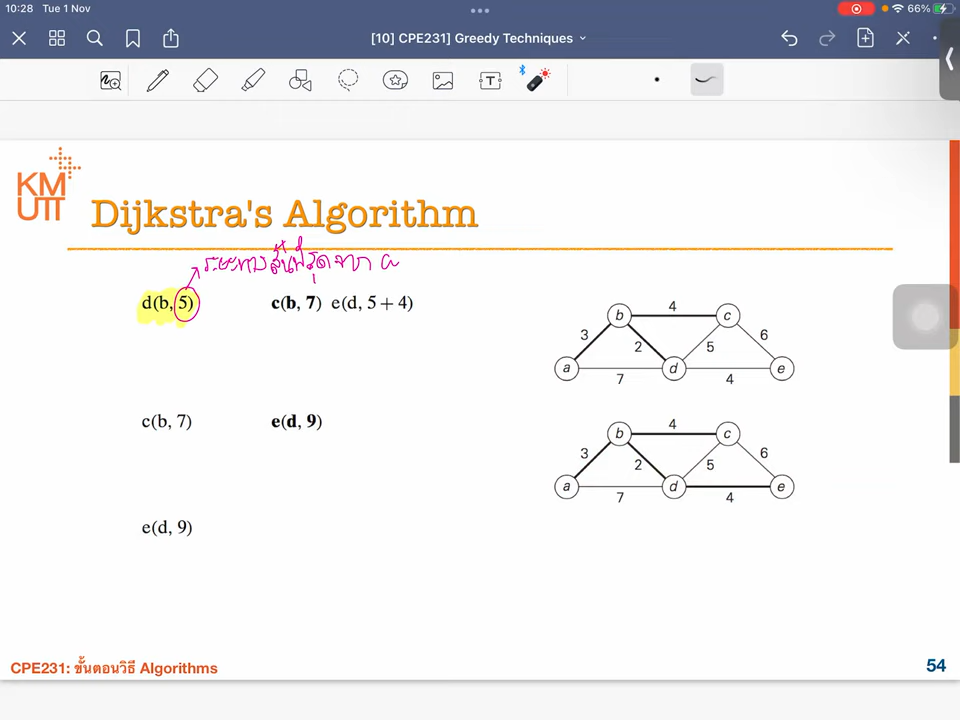 10:28 Tue 1 Nov
66%
[10] CPE231] Greedy Techniques
T
KM
UTT
Dijkstra's Algorithm
ระยะทางสั้นที่สุดจาก a
d(b, 5) c(b, 7) e(d, 5 + 4)
b 4 c
3 2 5 6
a 7 d 4 e
c(b, 7) e(d, 9)
b 4 c
3 2 5 6
a 7 d 4 e
e(d, 9)
CPE231: ขั้นตอนวิธี Algorithms
54